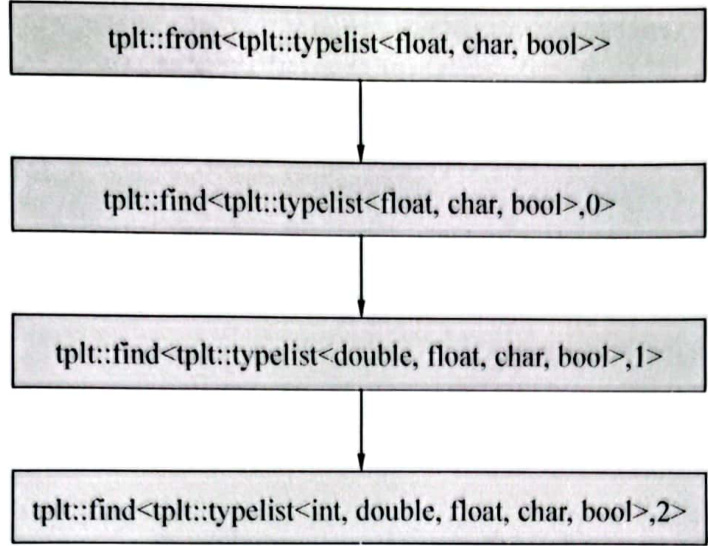 tplt::front<tplt::typelist<float, char, bool>>
tplt::find<tplt::typelist<float, char, bool>,0>
tplt::find<tplt::typelist<double, float, char, bool>,1>
tplt::find<tplt::typelist<int, double, float, char, bool>,2>